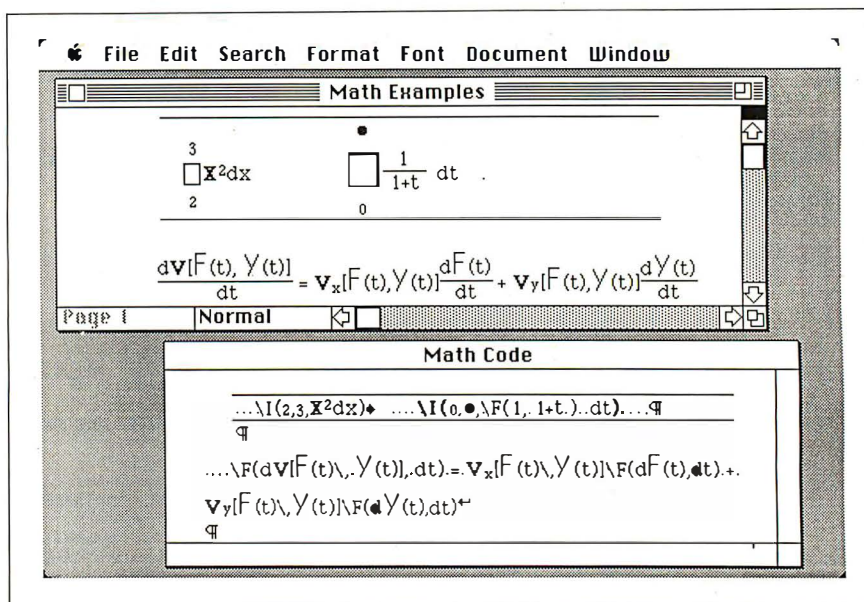 File Edit Search Format Font Document Window
Math Examples
3 ●
□X²dx □ 1/1+t dt .
2 0
dV[F(t), Y(t)]/dt = Vₓ[F(t),Y(t)]dF(t)/dt + Vy[F(t),Y(t)]dY(t)/dt
Page 1 Normal
Math Code
...\I(2,3,X²dx)♦ ....\I(0,●,\F(1,.1+t.)..dt)....¶
¶
....\F(dV[F(t)\,.Y(t)],.dt).=.Vₓ[F(t)\,Y(t)]\F(dF(t),dt).+.
Vy[F(t)\,Y(t)]\F(dY(t),dt)↵
¶